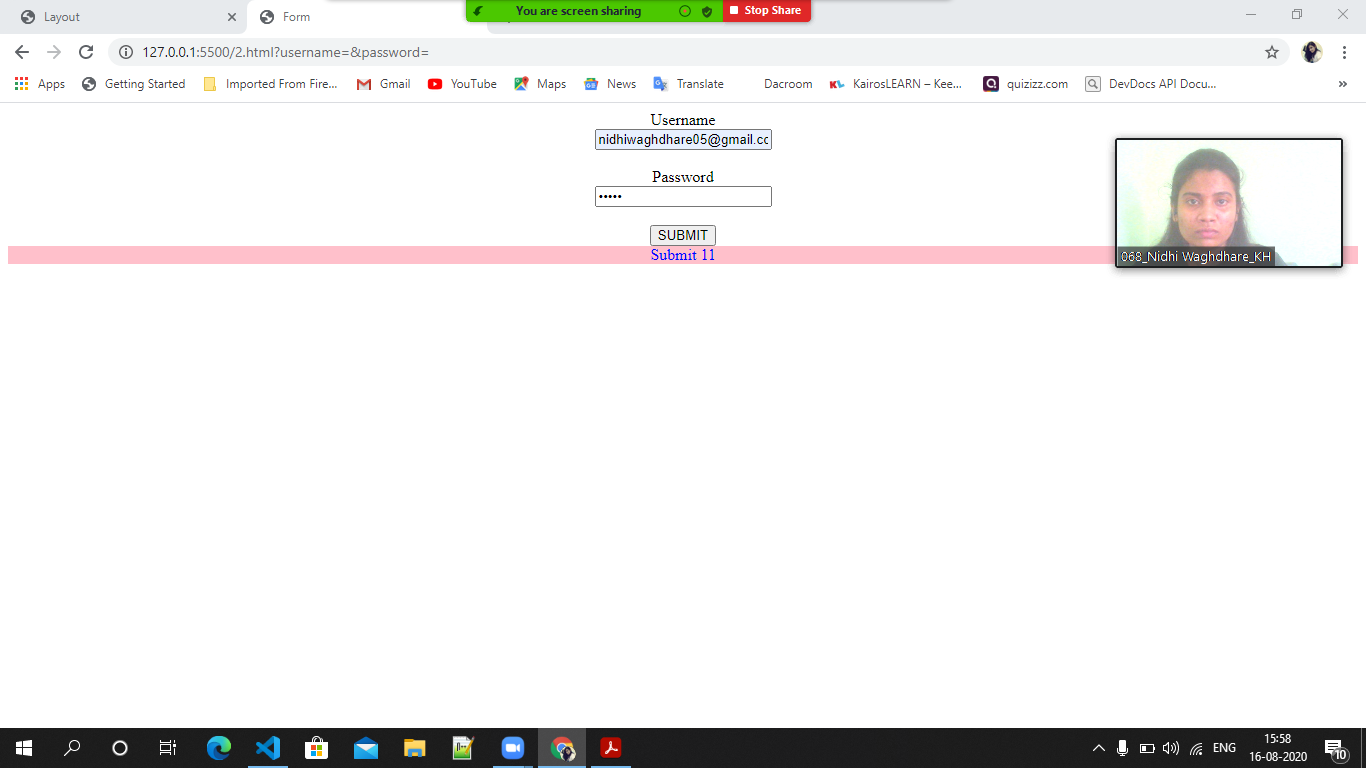 You are screen sharing
Stop Share
Layout
Form
127.0.0.1:5500/2.html?username=&password=
Apps
Getting Started
Imported From Fire...
Gmail
YouTube
Maps
News
Translate
Dacroom
KairosLEARN – Kee...
quizizz.com
DevDocs API Docu...
»
Username
nidhiwaghdhare05@gmail.cc
Password
•••••
SUBMIT
Submit 11
068_Nidhi Waghdhare_KH
ENG
15:58
16-08-2020
10